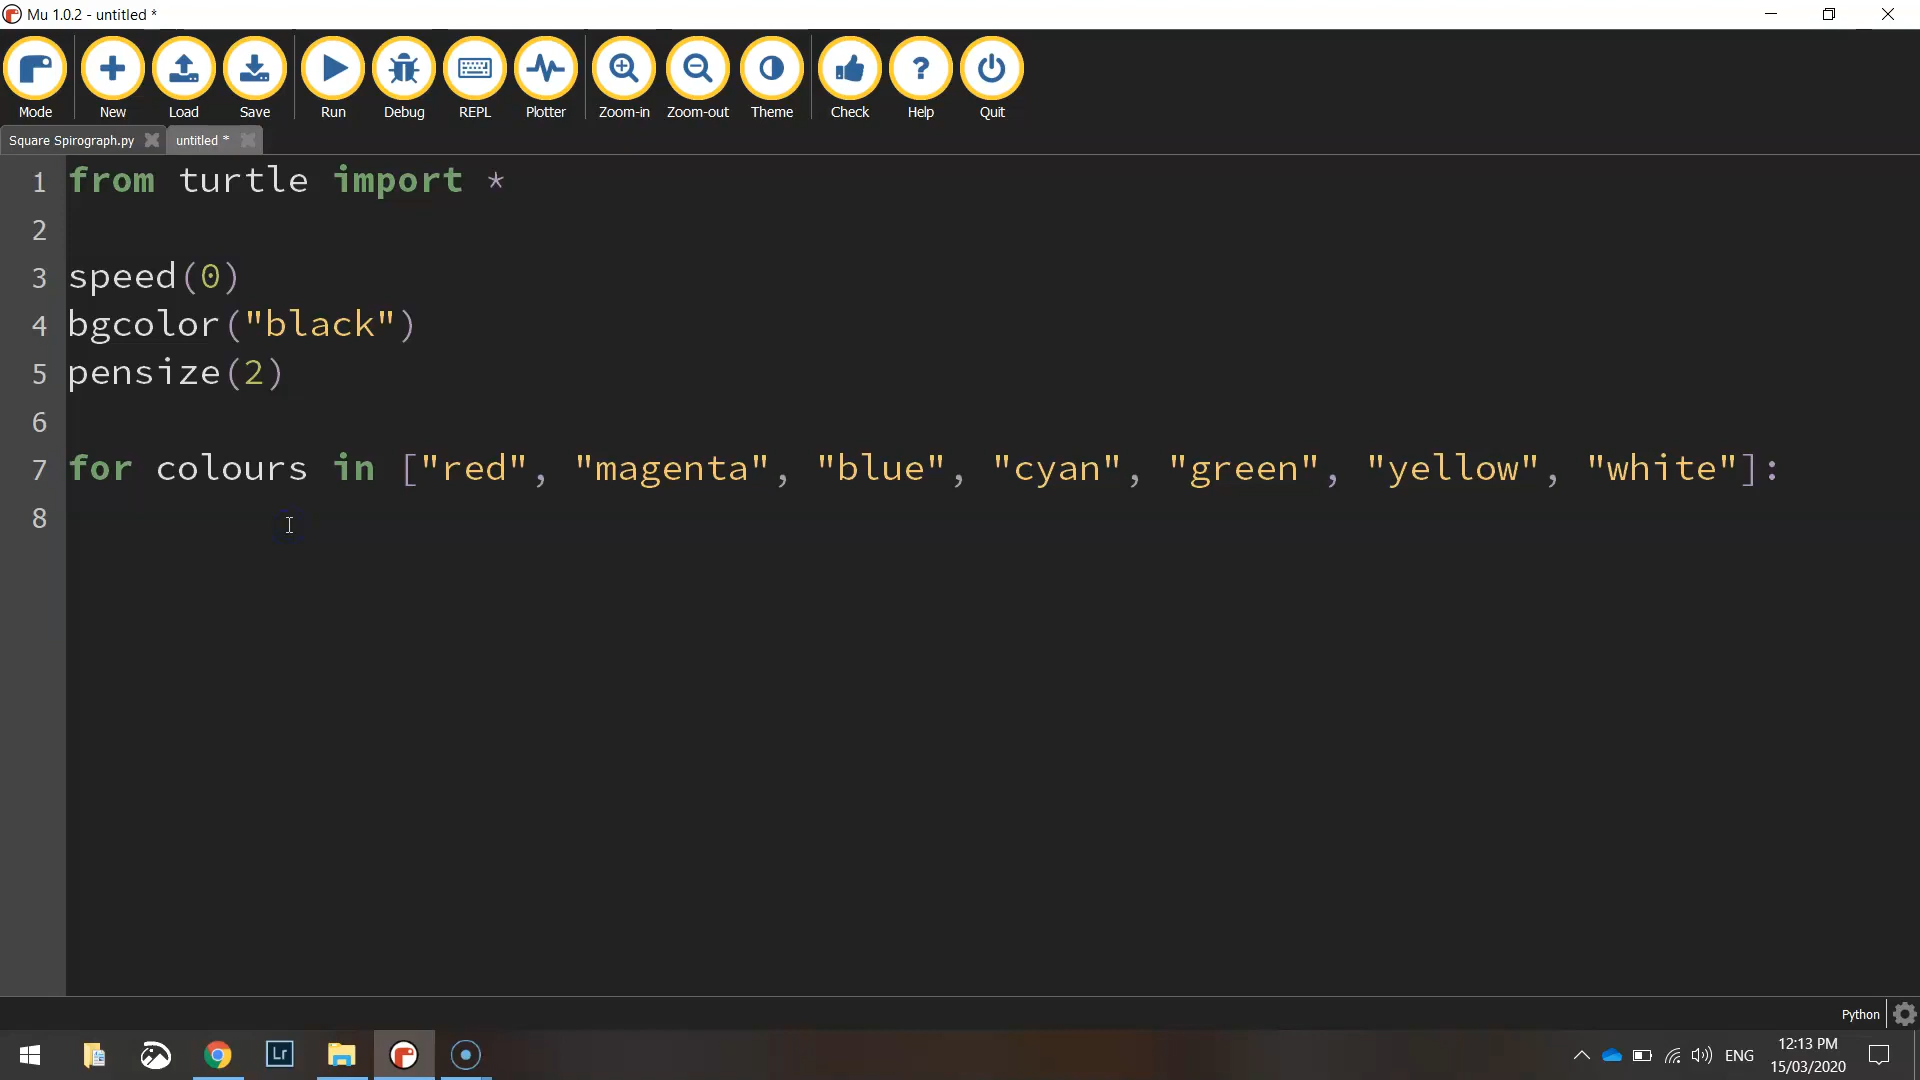 Mu 1.0.2 - untitled *
Mode New Load Save Run Debug REPL Plotter Zoom-in Zoom-out Theme Check Help Quit
Square Spirograph.py untitled *
1 from turtle import *
2
3 speed(0)
4 bgcolor("black")
5 pensize(2)
6
7 for colours in ["red", "magenta", "blue", "cyan", "green", "yellow", "white"]:
8
Python
Lr ENG 12:13 PM
15/03/2020